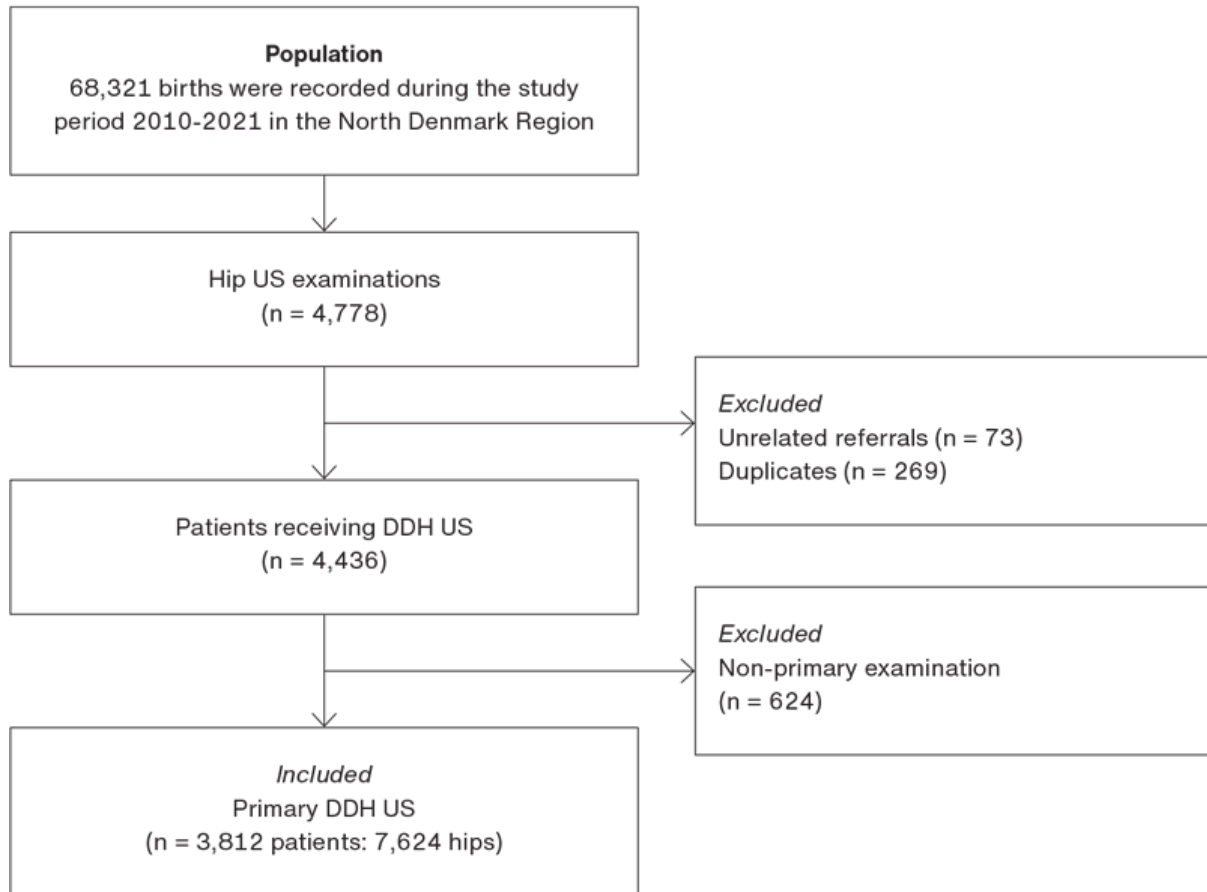 Population
68,321 births were recorded during the study
period 2010-2021 in the North Denmark Region
Hip US examinations
(n = 4,778)
Excluded
Unrelated referrals (n = 73)
Duplicates (n = 269)
Patients receiving DDH US
(n = 4,436)
Excluded
Non-primary examination
(n = 624)
Included
Primary DDH US
(n = 3,812 patients: 7,624 hips)